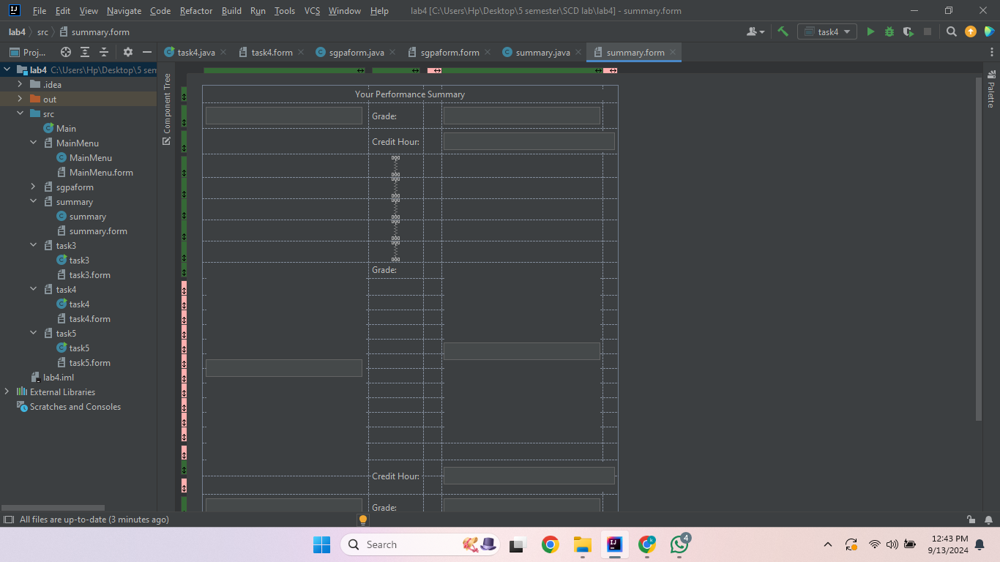 File Edit View Navigate Code Refactor Build Run Tools VCS Window Help lab4 [C:\Users\Hp\Desktop\5 semester\SCD lab\lab4] - summary.form
lab4 src summary.form task4
Proj... task4.java task4.form sgpaform.java sgpaform.form summary.java summary.form
lab4 C:\Users\Hp\Desktop\5 sem
.idea
out
src
Main
MainMenu
MainMenu
MainMenu.form
sgpaform
summary
summary
summary.form
task3
task3
task3.form
task4
task4
task4.form
task5
task5
task5.form
lab4.iml
External Libraries
Scratches and Consoles
Component Tree
Your Performance Summary
Grade:
Credit Hour:
Grade:
Credit Hour:
Grade:
Palette
All files are up-to-date (3 minutes ago)
Search
4
12:43 PM
9/13/2024